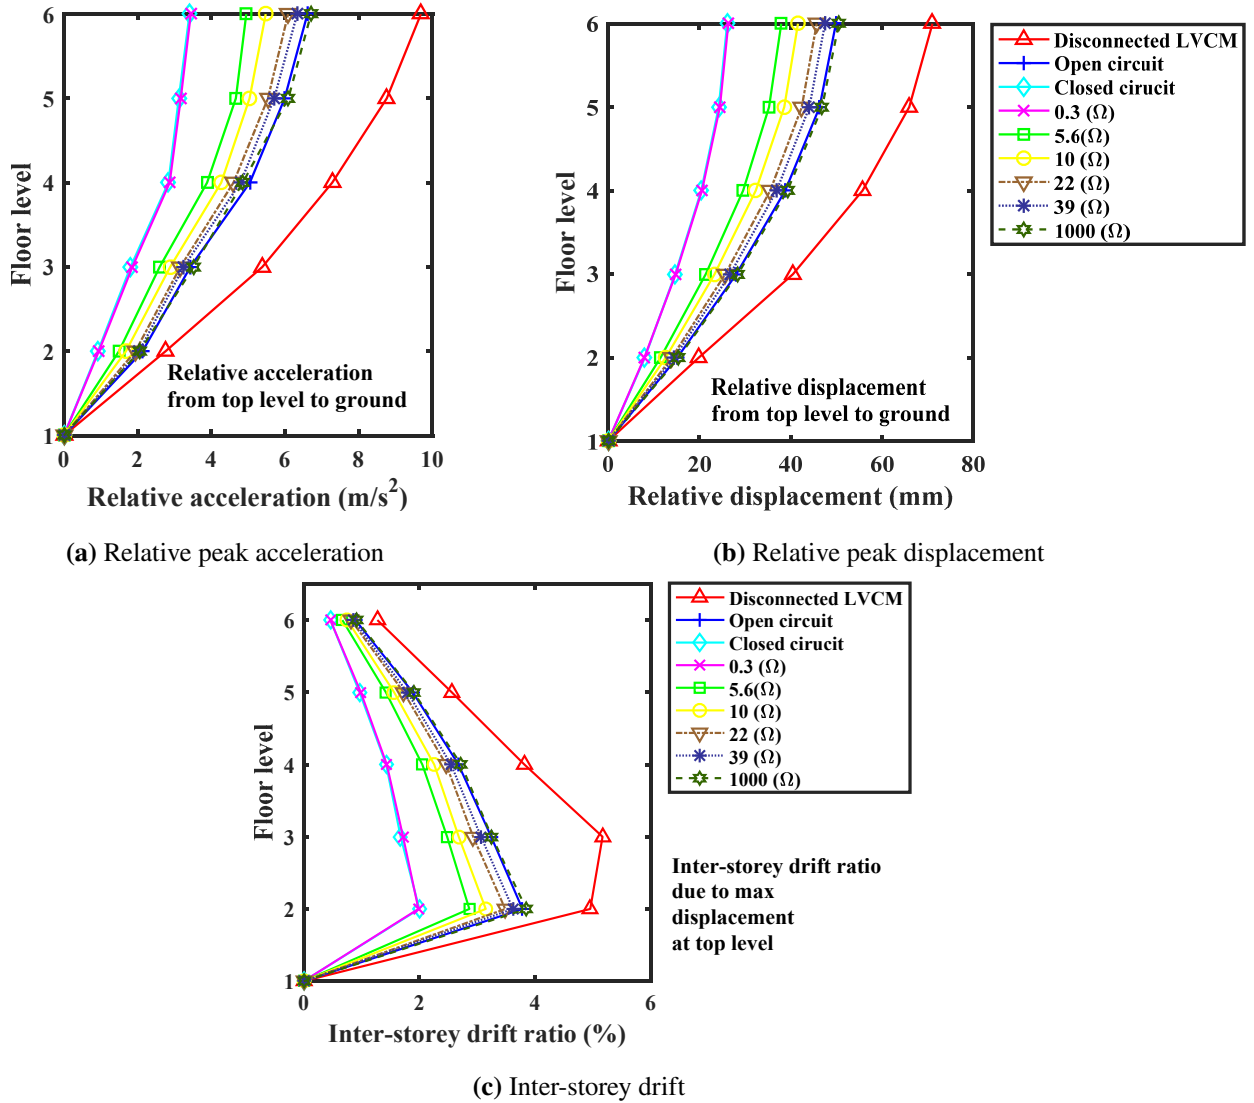 6
5
4
3
2
1
Floor level
0
2
4
6
8
10
Relative acceleration
from top level to ground
Relative acceleration (m/s²)
(a) Relative peak acceleration
6
5
4
3
2
1
Floor level
0
20
40
60
80
Relative displacement
from top level to ground
Relative displacement (mm)
(b) Relative peak displacement
Disconnected LVCM
Open circuit
Closed cirucit
0.3 (Ω)
5.6(Ω)
10 (Ω)
22 (Ω)
39 (Ω)
1000 (Ω)
6
5
4
3
2
1
Floor level
0
2
4
6
Inter-storey drift ratio (%)
Disconnected LVCM
Open circuit
Closed cirucit
0.3 (Ω)
5.6(Ω)
10 (Ω)
22 (Ω)
39 (Ω)
1000 (Ω)
Inter-storey drift ratio
due to max
displacement
at top level
(c) Inter-storey drift